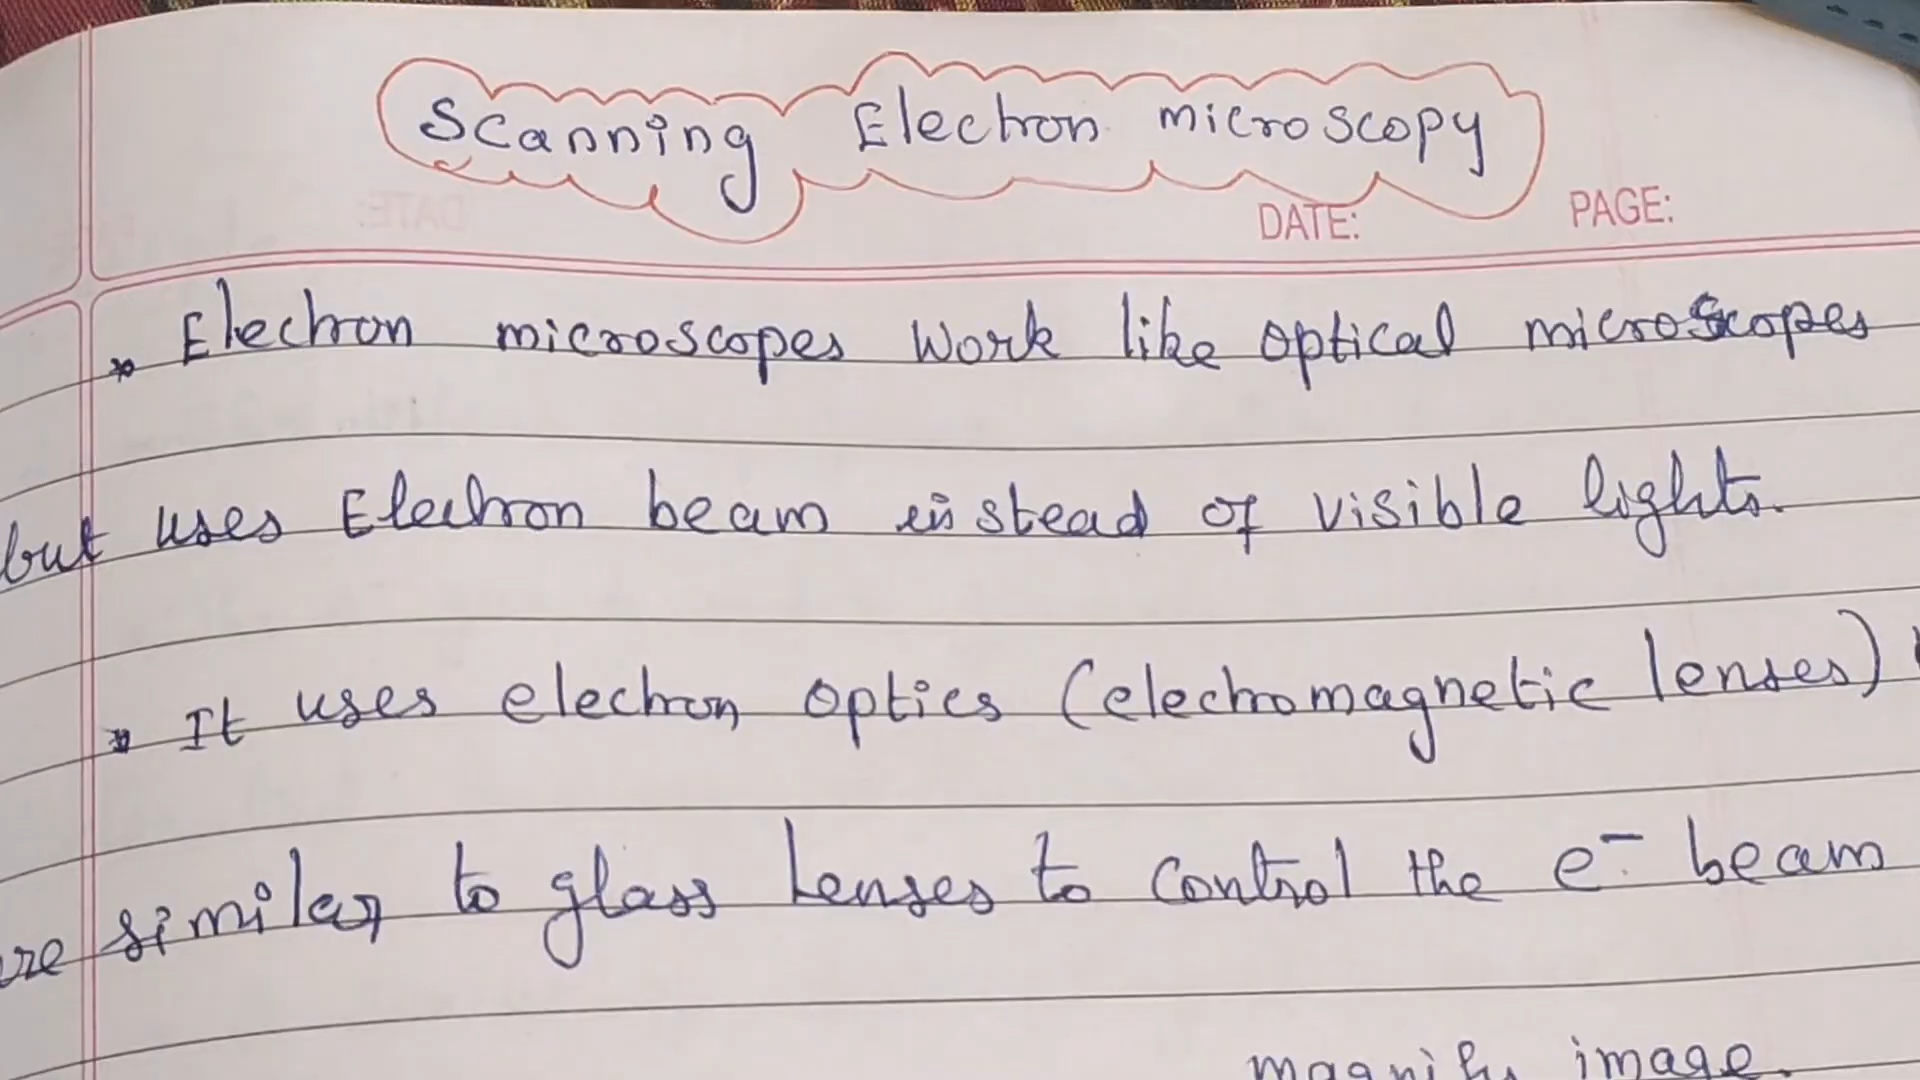 Scanning Electron microscopy
DATE: PAGE:
Electron microscopes work like optical microscopes
but uses Electron beam instead of visible lights.
It uses electron optics (electromagnetic lenses)
similar to glass lenses to control the e⁻ beam
magnify image.